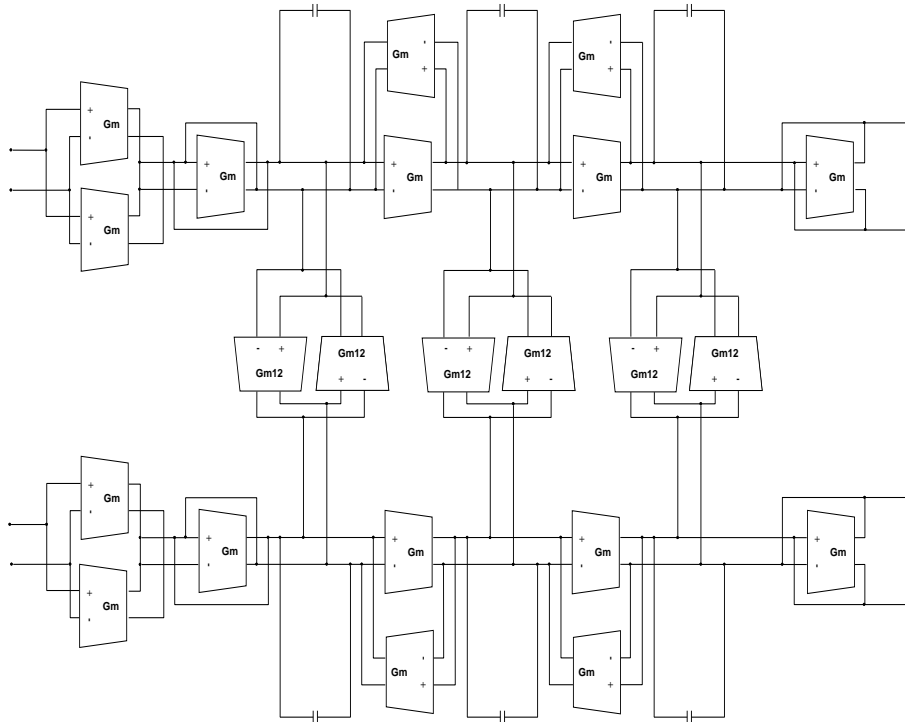 Gm - +
Gm - +
+ - Gm
+ - Gm
+ - Gm
+ - Gm
+ - Gm
+ - Gm
- + Gm12
Gm12 + -
- + Gm12
Gm12 + -
- + Gm12
Gm12 + -
+ - Gm
+ - Gm
+ - Gm
+ - Gm
+ - Gm
+ - Gm
Gm - +
Gm - +